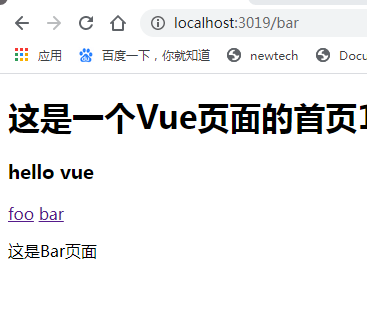 localhost:3019/bar
应用 百度一下,你就知道 newtech Docu
这是一个Vue页面的首页1
hello vue
foo bar
这是Bar页面